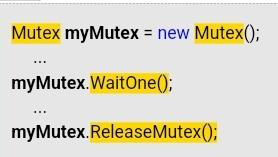 Mutex myMutex = new Mutex();
...
myMutex.WaitOne();
...
myMutex.ReleaseMutex();